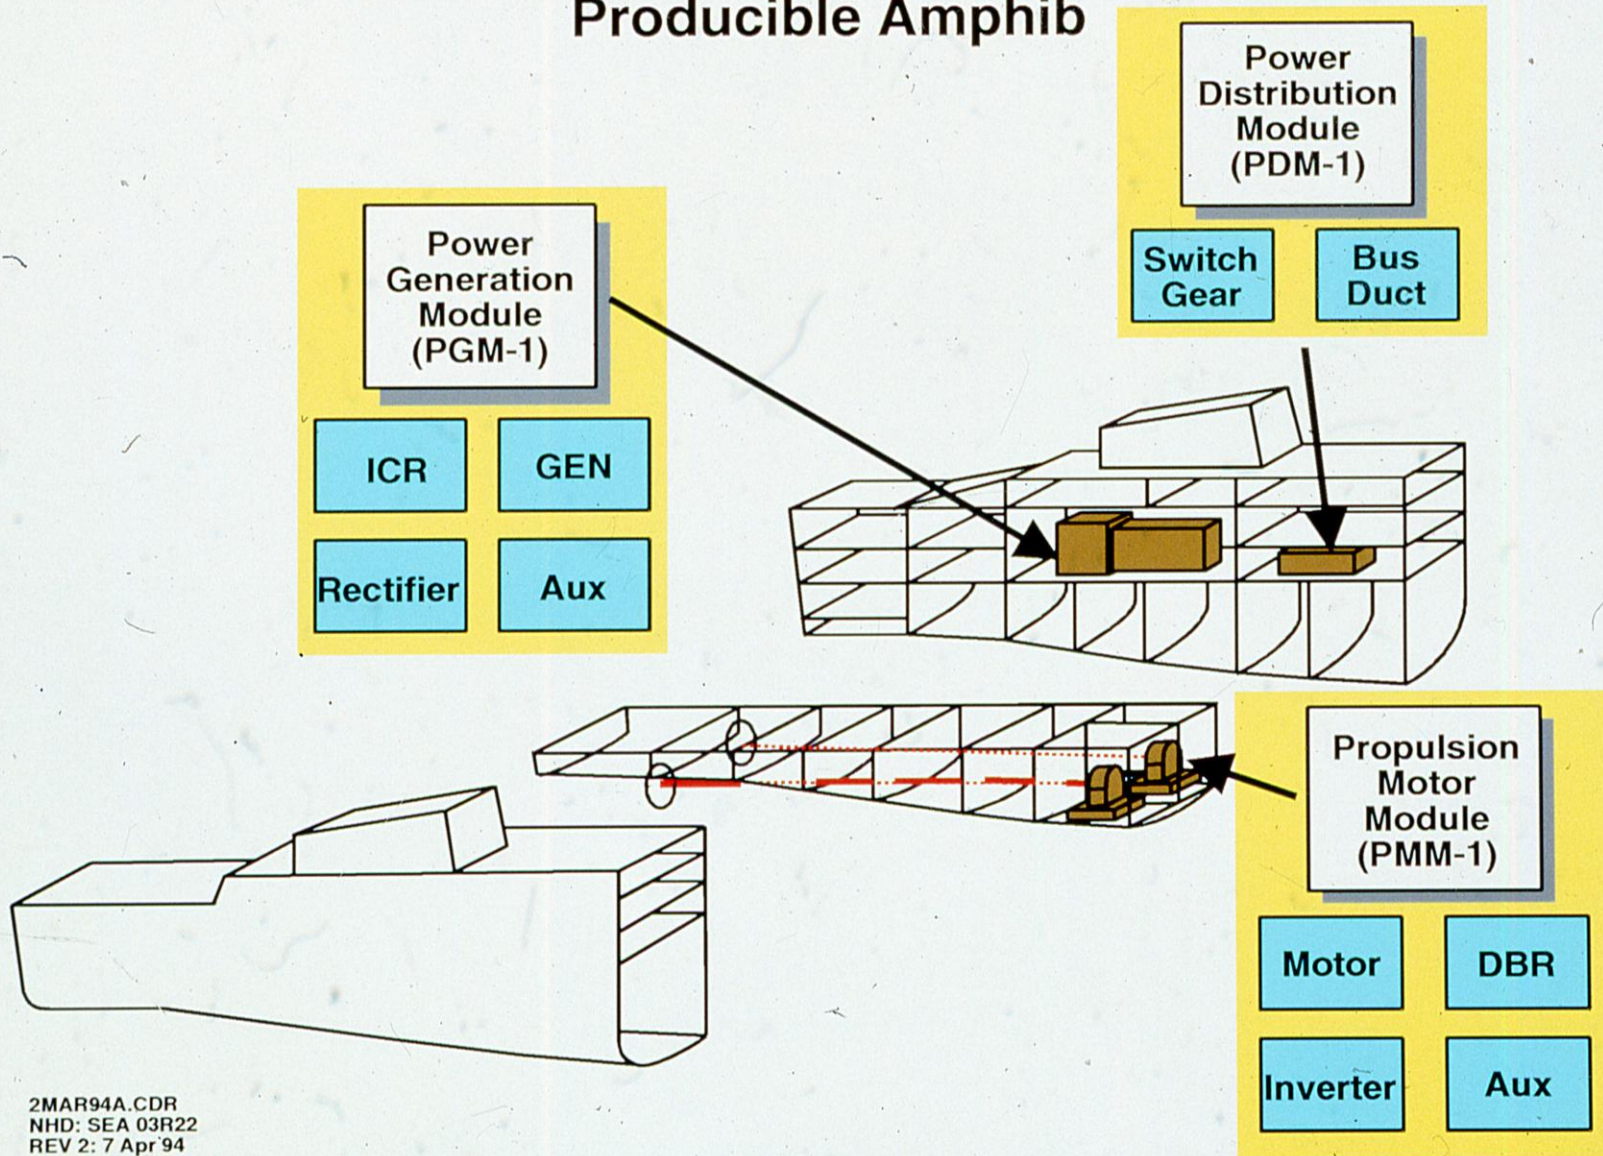 Producible Amphib
Power
Distribution
Module
(PDM-1)
Switch
Gear
Bus
Duct
Power
Generation
Module
(PGM-1)
ICR
GEN
Rectifier
Aux
Propulsion
Motor
Module
(PMM-1)
Motor
DBR
Inverter
Aux
2MAR94A.CDR
NHD: SEA 03R22
REV 2: 7 Apr 94